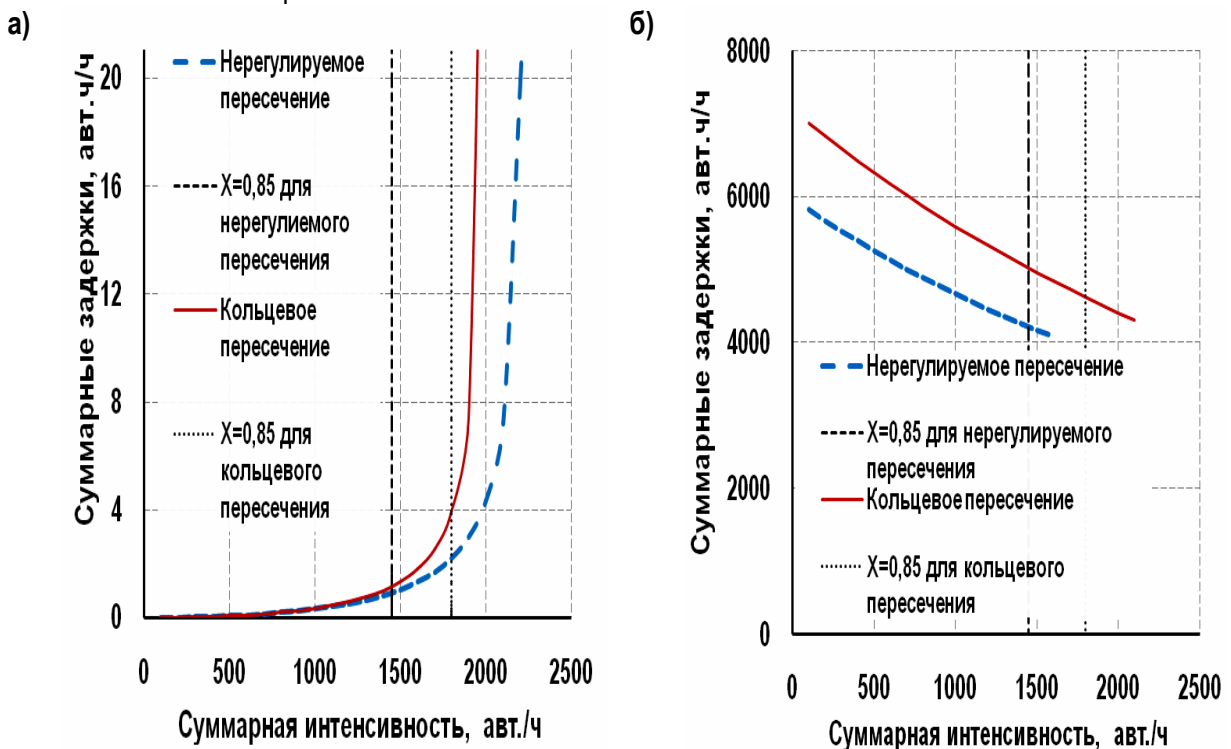 а)
Суммарные задержки, авт.ч/ч
20
16
12
8
4
0
Нерегулируемое
пересечение
X=0,85 для
нерегулиемого
пересечения
Кольцевое
пересечение
X=0,85 для
кольцевого
пересечения
0 500 1000 1500 2000 2500
Суммарная интенсивность, авт./ч
б)
Суммарные задержки, авт.ч/ч
8000
6000
4000
2000
0
Нерегулируемое пересечение
X=0,85 для нерегулируемого
пересечения
Кольцевое пересечение
X=0,85 для кольцевого
пересечения
0 500 1000 1500 2000 2500
Суммарная интенсивность, авт./ч